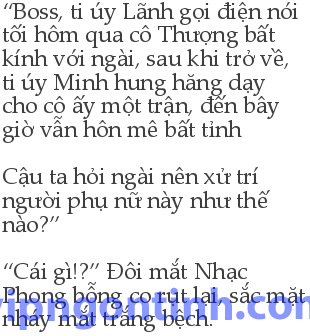 “Boss, ti úy Lãnh gọi điện nói
tối hôm qua cô Thượng bất
kính với ngài, sau khi trở về,
ti úy Minh hung hăng dạy
cho cô ấy một trận, đến bây
giờ vẫn hôn mê bất tỉnh
Cậu ta hỏi ngài nên xử trí
người phụ nữ này như thế
nào?”
“Cái gì!?” Đôi mắt Nhạc
Phong bỗng co rụt lại, sắc mặt
nháy mắt trắng bệch.
vipngontinh.com